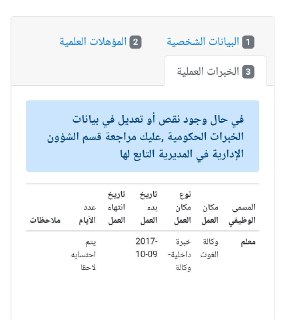 1 البيانات الشخصية
2 المؤهلات العلمية
3 الخبرات العملية
في حال وجود نقص أو تعديل في بيانات
الخبرات الحكومية ,عليك مراجعة قسم الشؤون
الإدارية في المديرية التابع لها
المسمى الوظيفي
مكان العمل
نوع مكان العمل
تاريخ بدء العمل
تاريخ انتهاء العمل
عدد الأيام
ملاحظات
معلم
وكالة الغوث
خبرة داخلية- وكالة
2017-10-09
يتم احتسابه لاحقا